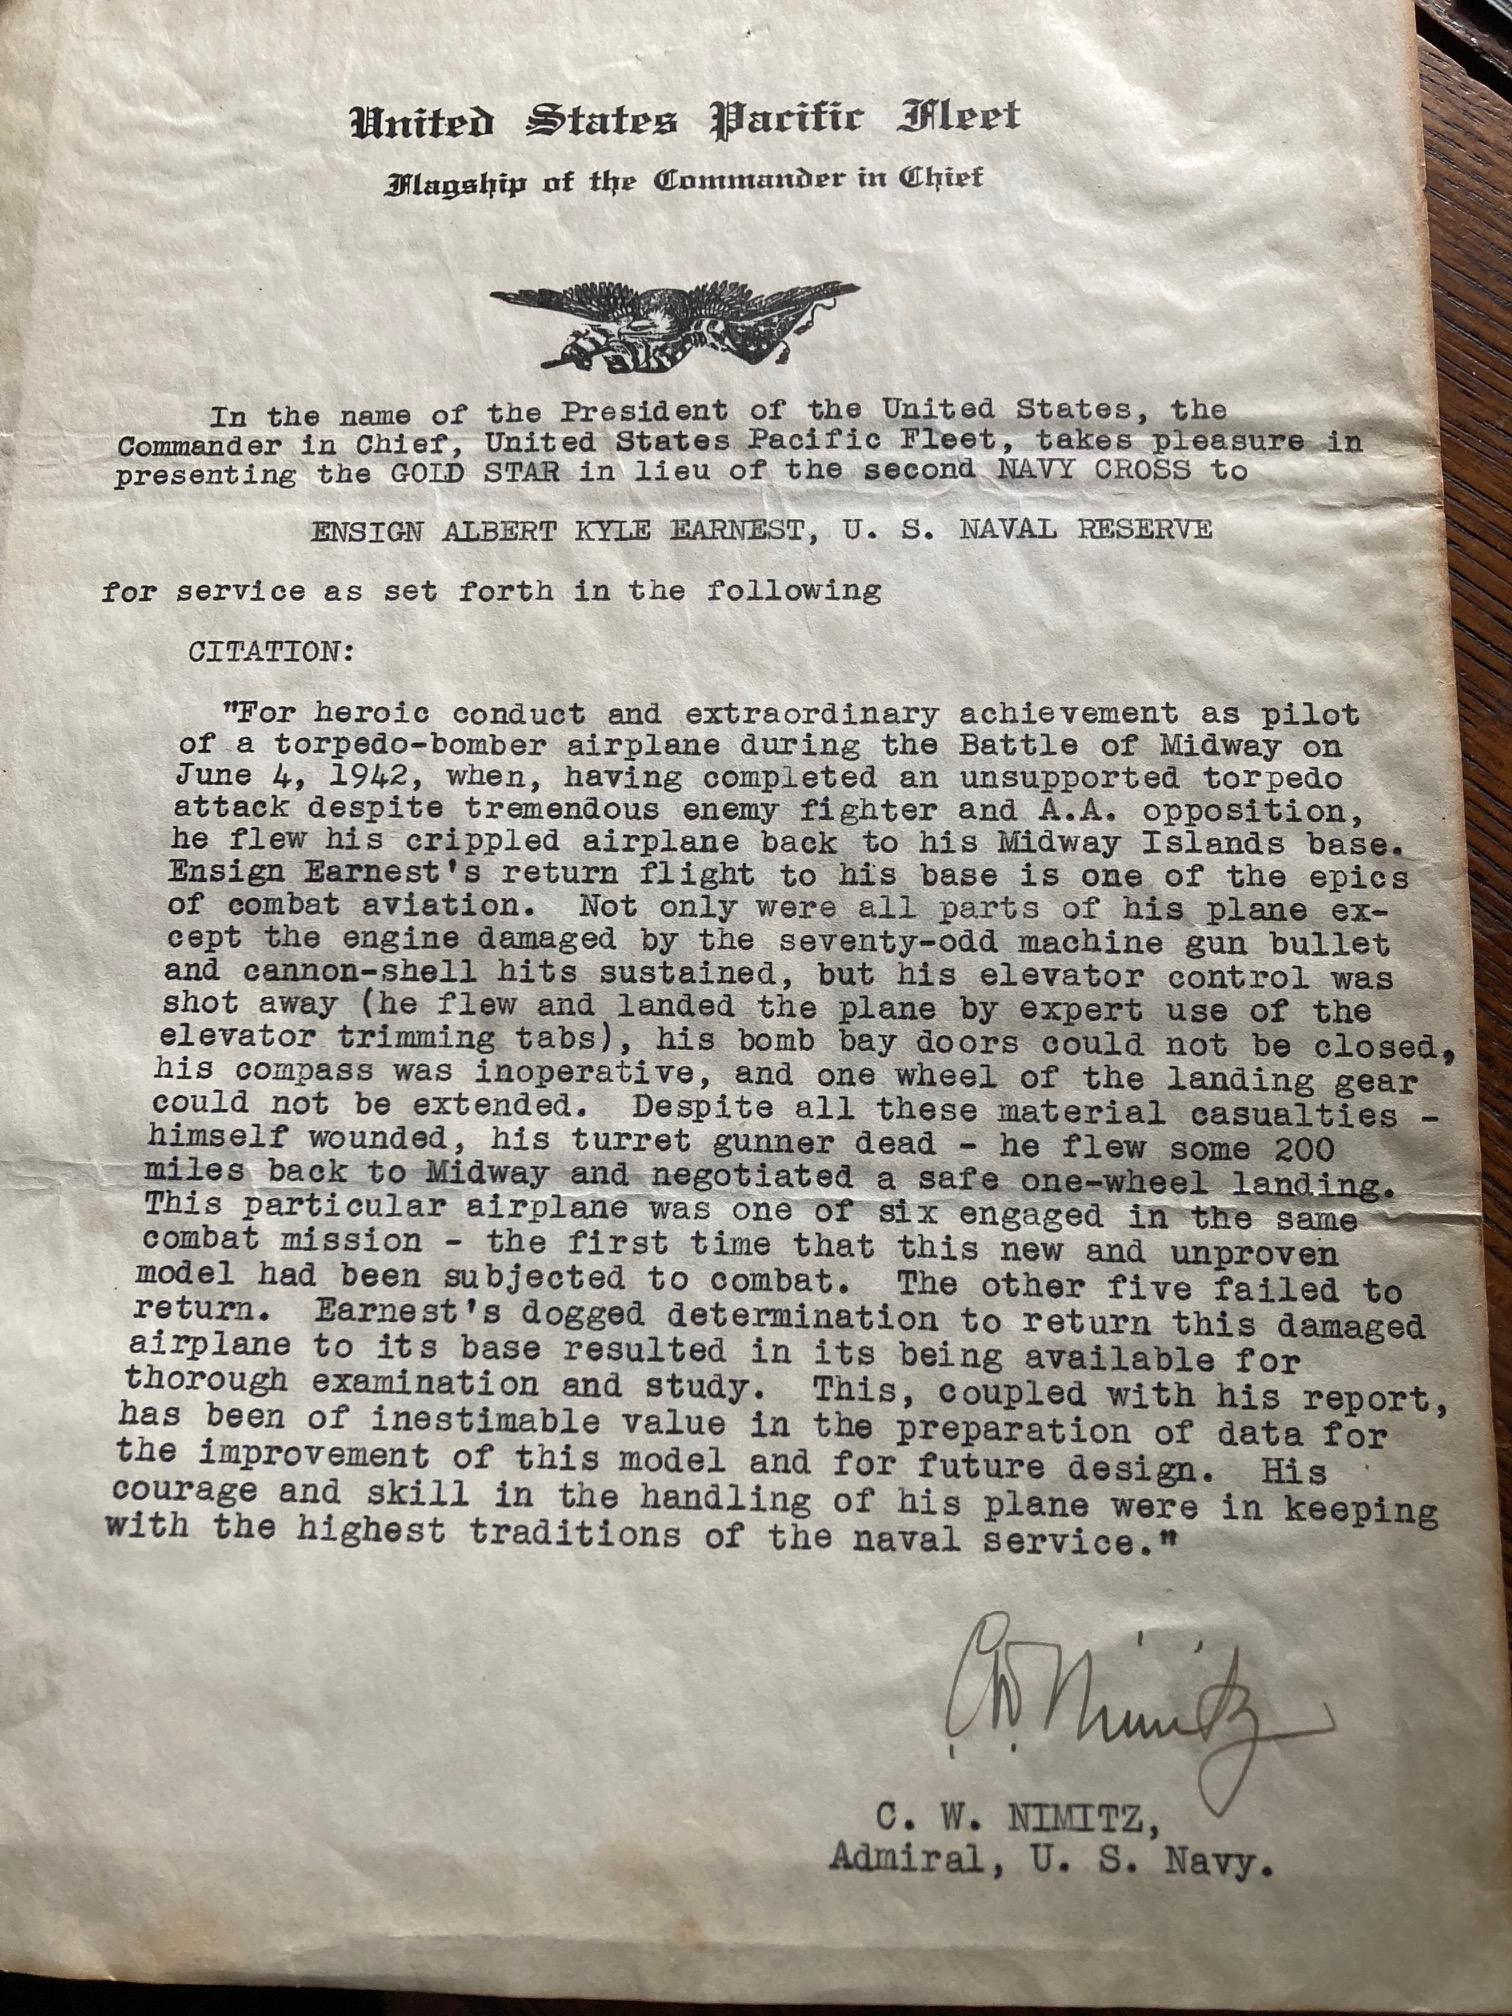 United States Pacific Fleet
Flagship of the Commander in Chief
In the name of the President of the United States, the
Commander in Chief, United States Pacific Fleet, takes pleasure in
presenting the GOLD STAR in lieu of the second NAVY CROSS to
ENSIGN ALBERT KYLE EARNEST, U. S. NAVAL RESERVE
for service as set forth in the following
CITATION:
"For heroic conduct and extraordinary achievement as pilot
of a torpedo-bomber airplane during the Battle of Midway on
June 4, 1942, when, having completed an unsupported torpedo
attack despite tremendous enemy fighter and A.A. opposition,
he flew his crippled airplane back to his Midway Islands base.
Ensign Earnest's return flight to his base is one of the epics
of combat aviation. Not only were all parts of his plane ex-
cept the engine damaged by the seventy-odd machine gun bullet
and cannon-shell hits sustained, but his elevator control was
shot away (he flew and landed the plane by expert use of the
elevator trimming tabs), his bomb bay doors could not be closed,
his compass was inoperative, and one wheel of the landing gear
could not be extended. Despite all these material casualties -
himself wounded, his turret gunner dead - he flew some 200
miles back to Midway and negotiated a safe one-wheel landing.
This particular airplane was one of six engaged in the same
combat mission - the first time that this new and unproven
model had been subjected to combat. The other five failed to
return. Earnest's dogged determination to return this damaged
airplane to its base resulted in its being available for
thorough examination and study. This, coupled with his report,
has been of inestimable value in the preparation of data for
the improvement of this model and for future design. His
courage and skill in the handling of his plane were in keeping
with the highest traditions of the naval service."
C.W. Nimitz
C. W. NIMITZ,
Admiral, U. S. Navy.